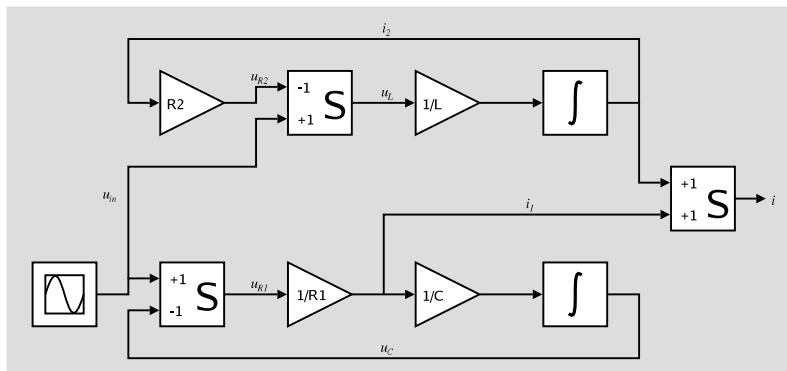 i2
R2
uR2
-1
+1
S
uL
1/L
∫
uin
+1
+1
S
i
i1
+1
-1
S
uR1
1/R1
1/C
∫
uC